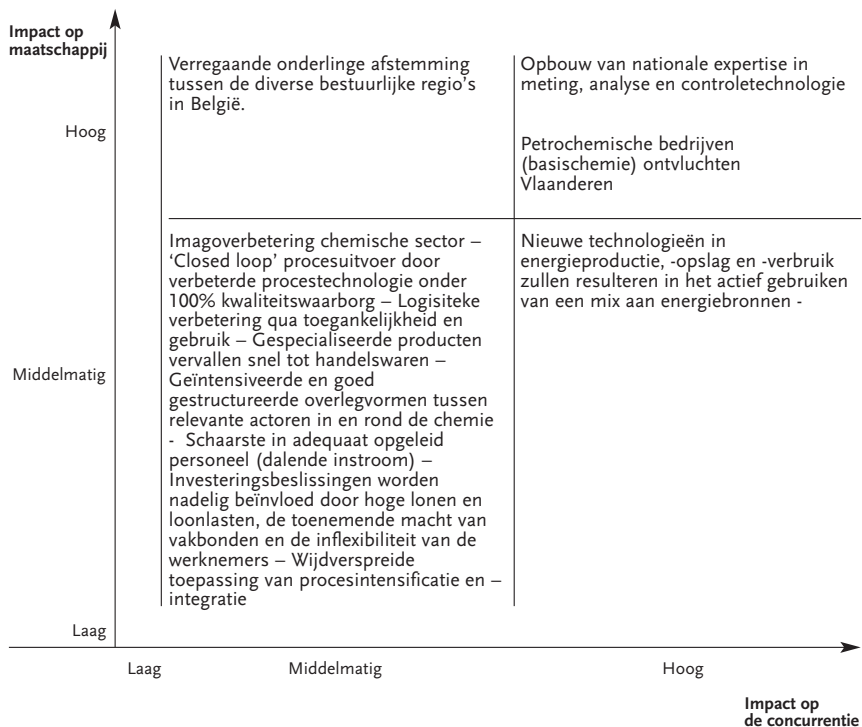 Impact op
maatschappij
Verregaande onderlinge afstemming
tussen de diverse bestuurlijke regio's
in België.
Opbouw van nationale expertise in
meting, analyse en controletechnologie
Hoog
Petrochemische bedrijven
(basischemie) ontvluchten
Vlaanderen
Imagoverbetering chemische sector –
'Closed loop' procesuitvoer door
verbeterde procestechnologie onder
100% kwaliteitswaarborg – Logisiteke
verbetering qua toegankelijkheid en
gebruik – Gespecialiseerde producten
vervallen snel tot handelswaren –
Geïntensiveerde en goed
gestructureerde overlegvormen tussen
relevante actoren in en rond de chemie
- Schaarste in adequaat opgeleid
personeel (dalende instroom) –
Investeringsbeslissingen worden
nadelig beïnvloed door hoge lonen en
loonlasten, de toenemende macht van
vakbonden en de inflexibiliteit van de
werknemers – Wijdverspreide
toepassing van procesintensificatie en –
integratie
Nieuwe technologieën in
energieproductie, -opslag en -verbruik
zullen resulteren in het actief gebruiken
van een mix aan energiebronnen -
Middelmatig
Laag
Laag
Middelmatig
Hoog
Impact op
de concurrentie